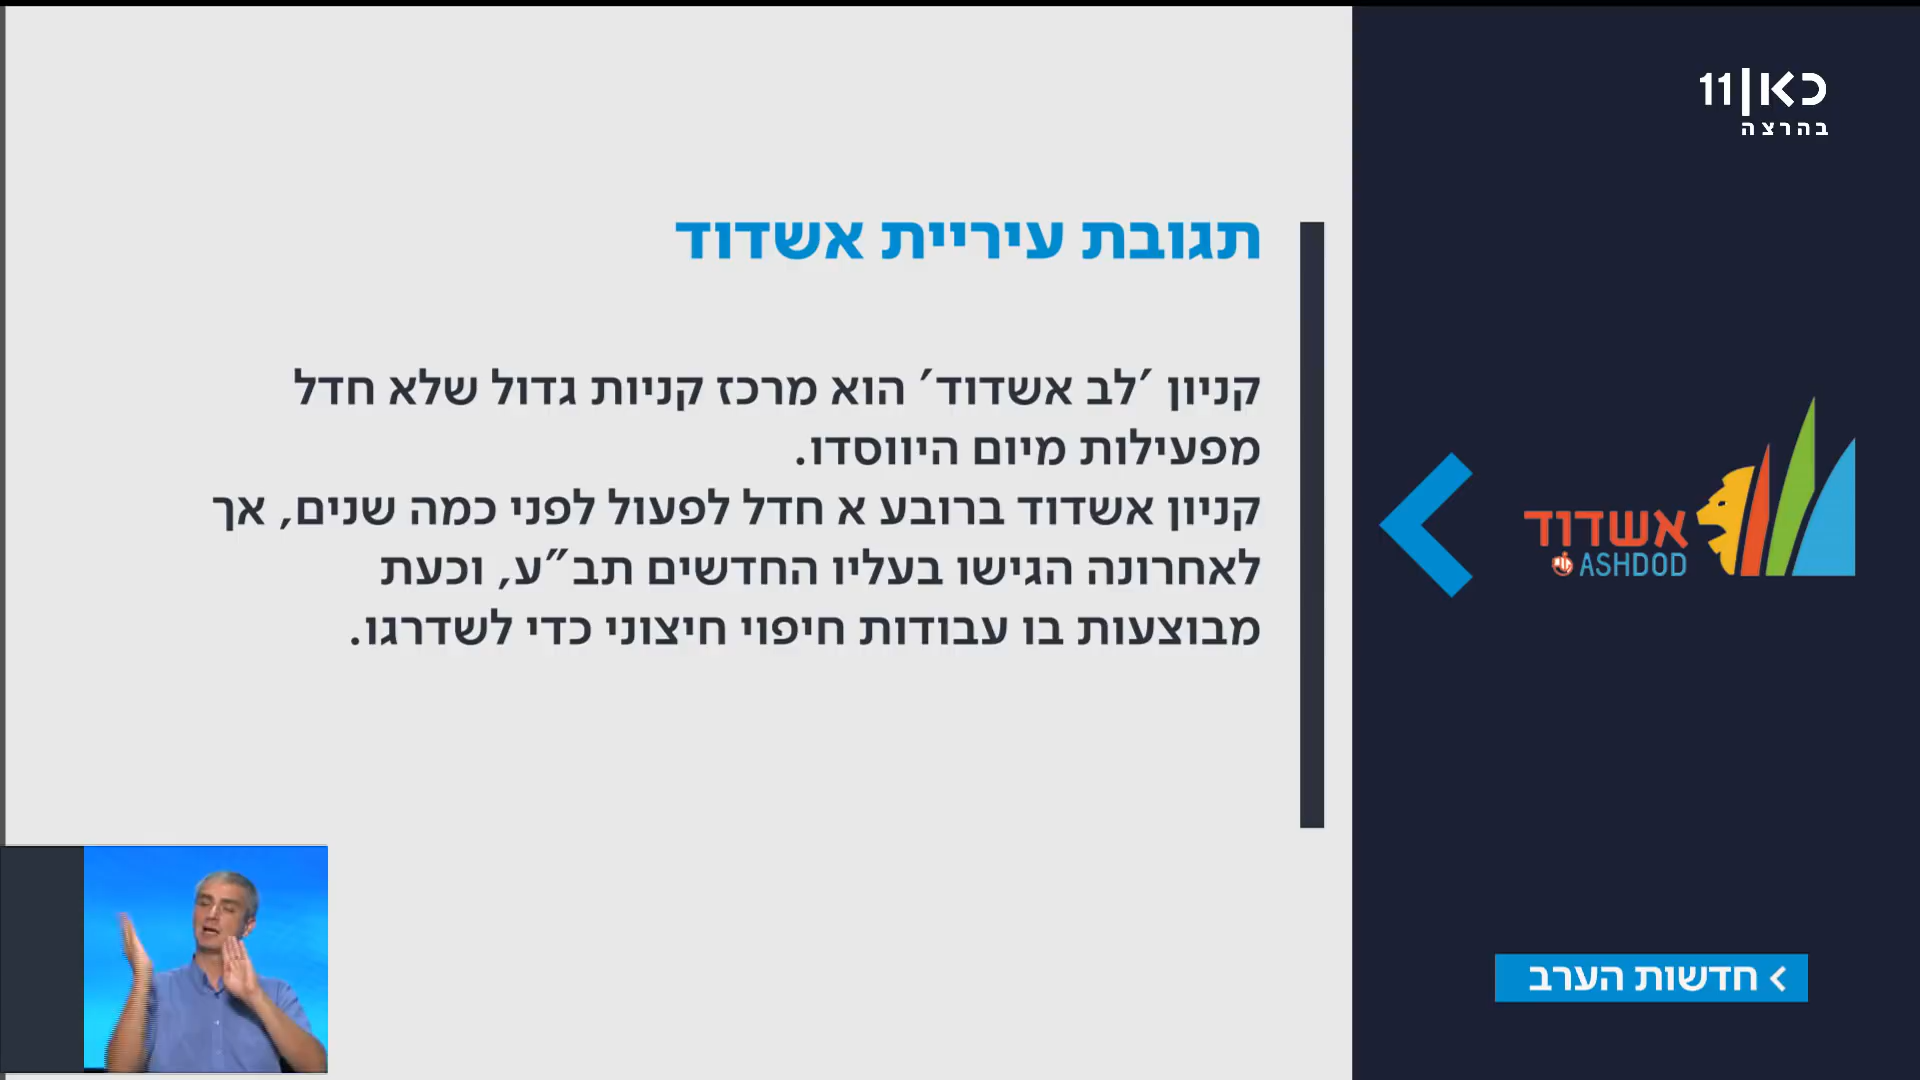 כאן 11
בהרצה
תגובת עיריית אשדוד
קניון 'לב אשדוד' הוא מרכז קניות גדול שלא חדל
מפעילות מיום היווסדו.
קניון אשדוד ברובע א חדל לפעול לפני כמה שנים, אך
לאחרונה הגישו בעליו החדשים תב"ע, וכעת
מבוצעות בו עבודות חיפוי חיצוני כדי לשדרגו.
אשדוד
ASHDOD
חדשות הערב